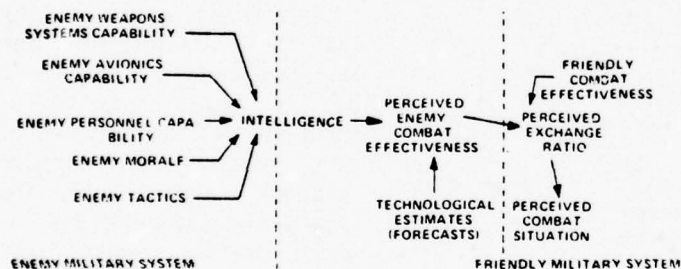 ENEMY WEAPONS
SYSTEMS CAPABILITY
ENEMY AVIONICS
CAPABILITY
ENEMY PERSONNEL CAPA
BILITY
ENEMY MORALE
ENEMY TACTICS
INTELLIGENCE
PERCEIVED
ENEMY
COMBAT
EFFECTIVENESS
TECHNOLOGICAL
ESTIMATES
(FORECASTS)
FRIENDLY
COMBAT
EFFECTIVENESS
PERCEIVED
EXCHANGE
RATIO
PERCEIVED
COMBAT
SITUATION
ENEMY MILITARY SYSTEM
FRIENDLY MILITARY SYSTEM